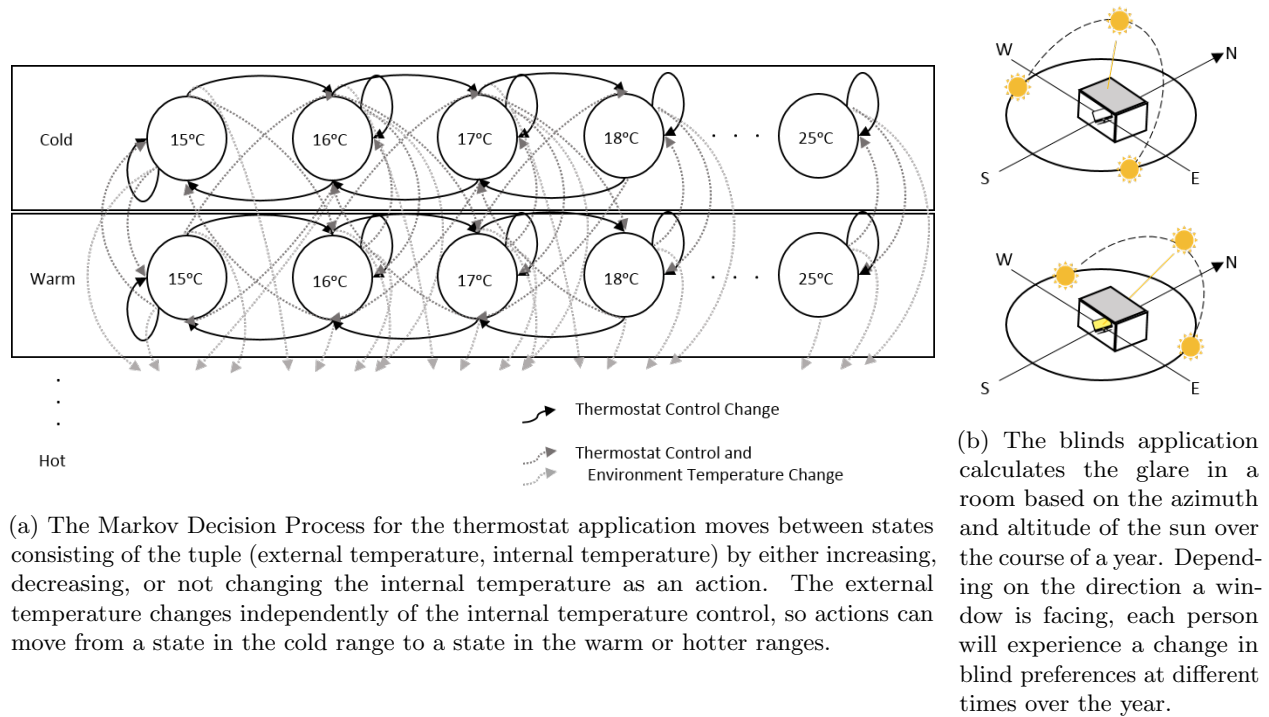 Cold
15ºC
16ºC
17ºC
18ºC
· · ·
25ºC
Warm
15ºC
16ºC
17ºC
18ºC
· · ·
25ºC
.
.
.
Hot
Thermostat Control Change
Thermostat Control and
Environment Temperature Change
(a) The Markov Decision Process for the thermostat application moves between states
consisting of the tuple (external temperature, internal temperature) by either increasing,
decreasing, or not changing the internal temperature as an action. The external
temperature changes independently of the internal temperature control, so actions can
move from a state in the cold range to a state in the warm or hotter ranges.
W
N
S
E
W
N
S
E
(b) The blinds application
calculates the glare in a
room based on the azimuth
and altitude of the sun over
the course of a year. Depend-
ing on the direction a win-
dow is facing, each person
will experience a change in
blind preferences at different
times over the year.